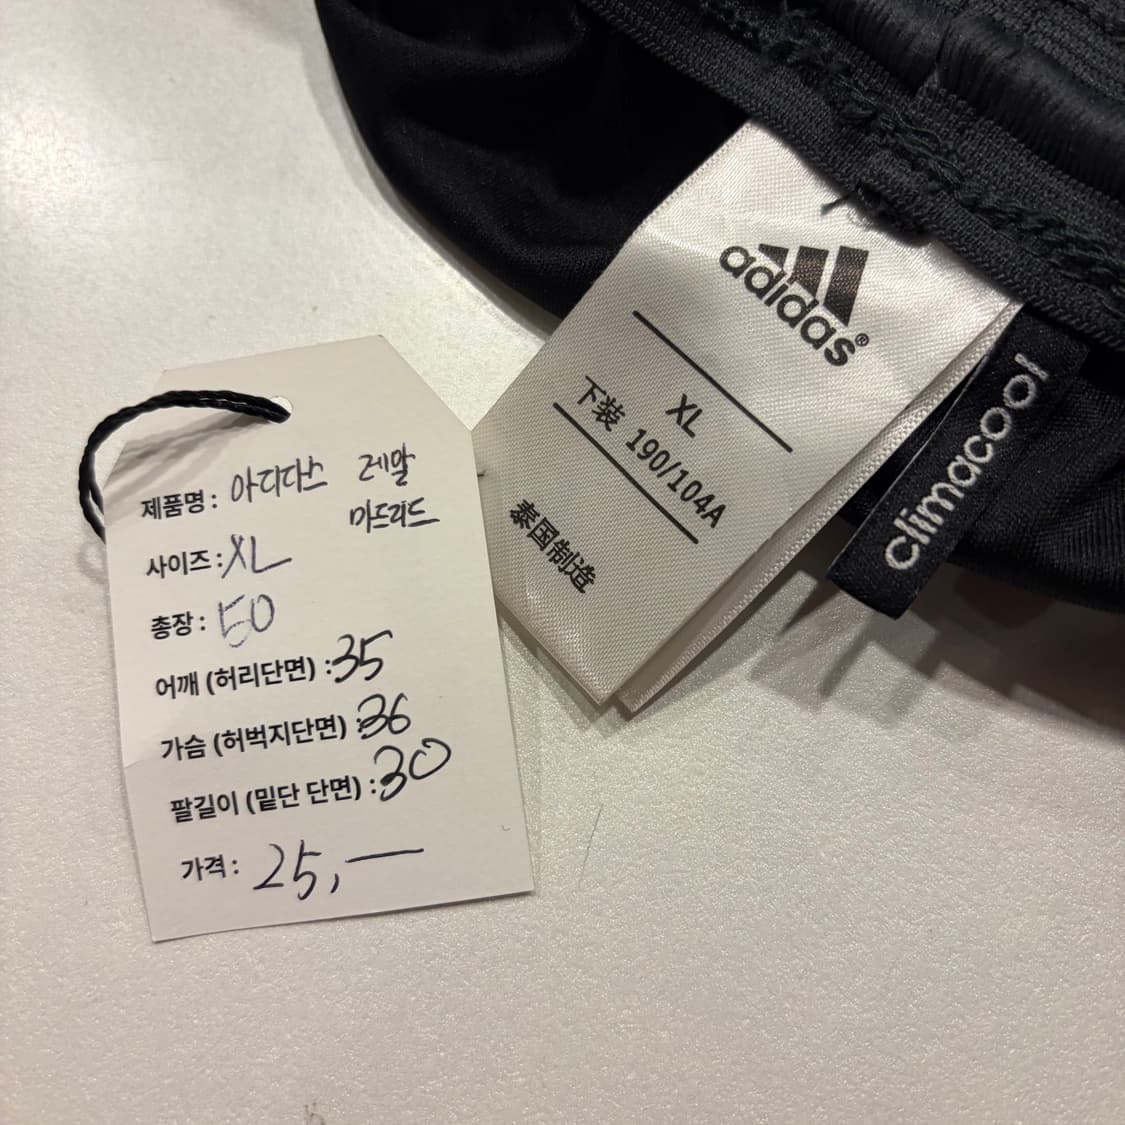 제품명: 아디다스 레알
마드리드
사이즈: XL
총장: 50
어깨 (허리단면) : 35
가슴 (허벅지단면) : 36
팔길이 (밑단 단면) : 30
가격: 25,—
adidas®
XL
下装 190/104A
泰国制造
climacool